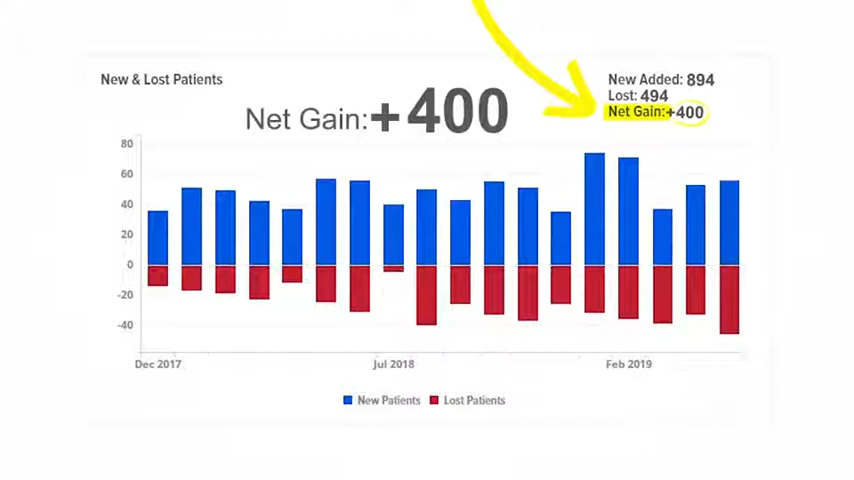 New & Lost Patients
Net Gain:+400
New Added: 894
Lost: 494
Net Gain:+400
80
60
40
20
0
-20
-40
Dec 2017
Jul 2018
Feb 2019
New Patients
Lost Patients